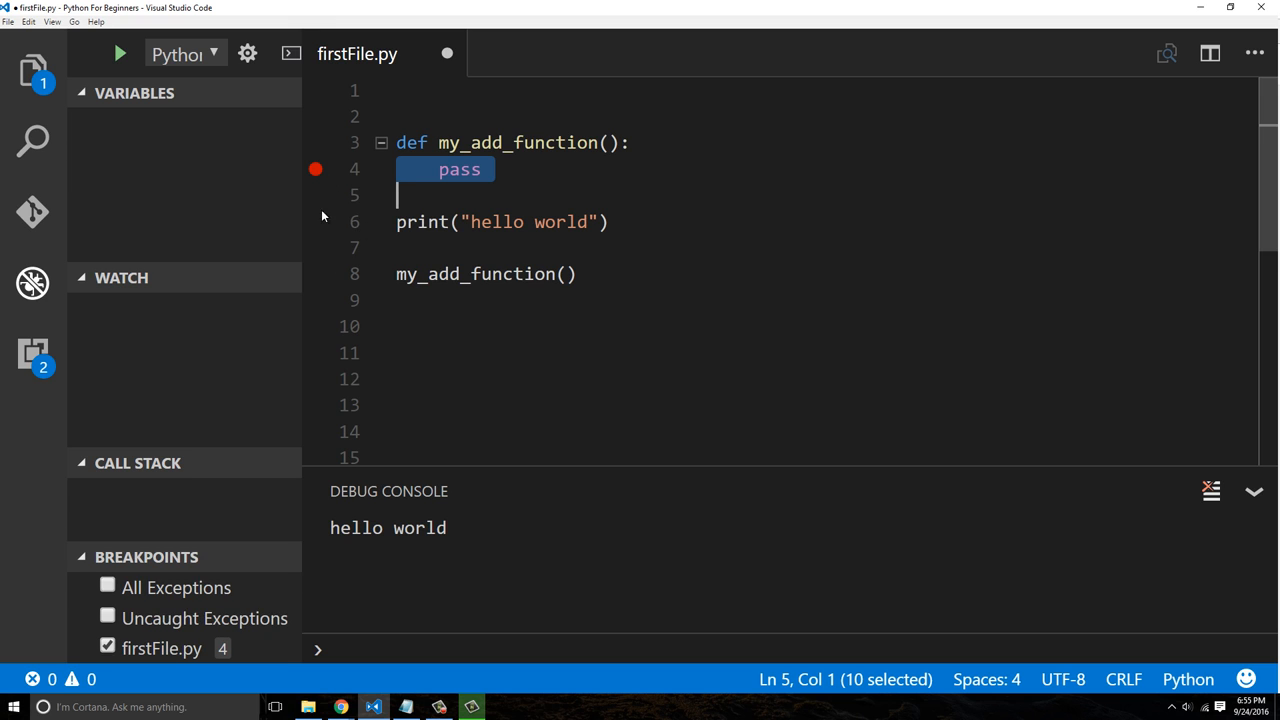 ● firstFile.py - Python For Beginners - Visual Studio Code
File Edit View Go Help
Python
firstFile.py
VARIABLES
WATCH
CALL STACK
BREAKPOINTS
All Exceptions
Uncaught Exceptions
firstFile.py 4
1
2
1
2
3 def my_add_function():
4 pass
5
6 print("hello world")
7
8 my_add_function()
9
10
11
12
13
14
15
DEBUG CONSOLE
hello world
0 0
Ln 5, Col 1 (10 selected) Spaces: 4 UTF-8 CRLF Python
I'm Cortana. Ask me anything.
6:55 PM
9/24/2016